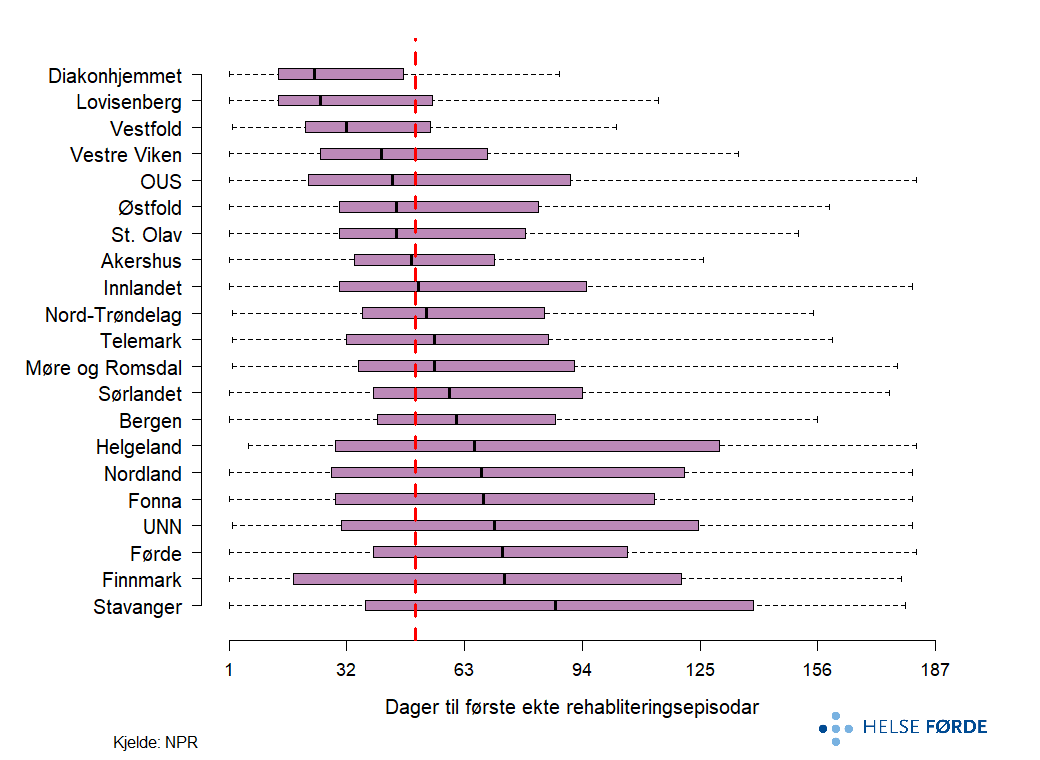 Diakonhjemmet
Lovisenberg
Vestfold
Vestre Viken
OUS
Østfold
St. Olav
Akershus
Innlandet
Nord-Trøndelag
Telemark
Møre og Romsdal
Sørlandet
Bergen
Helgeland
Nordland
Fonna
UNN
Førde
Finnmark
Stavanger
1 32 63 94 125 156 187
Dager til første ekte rehabliteringsepisodar
HELSE FØRDE
Kjelde: NPR